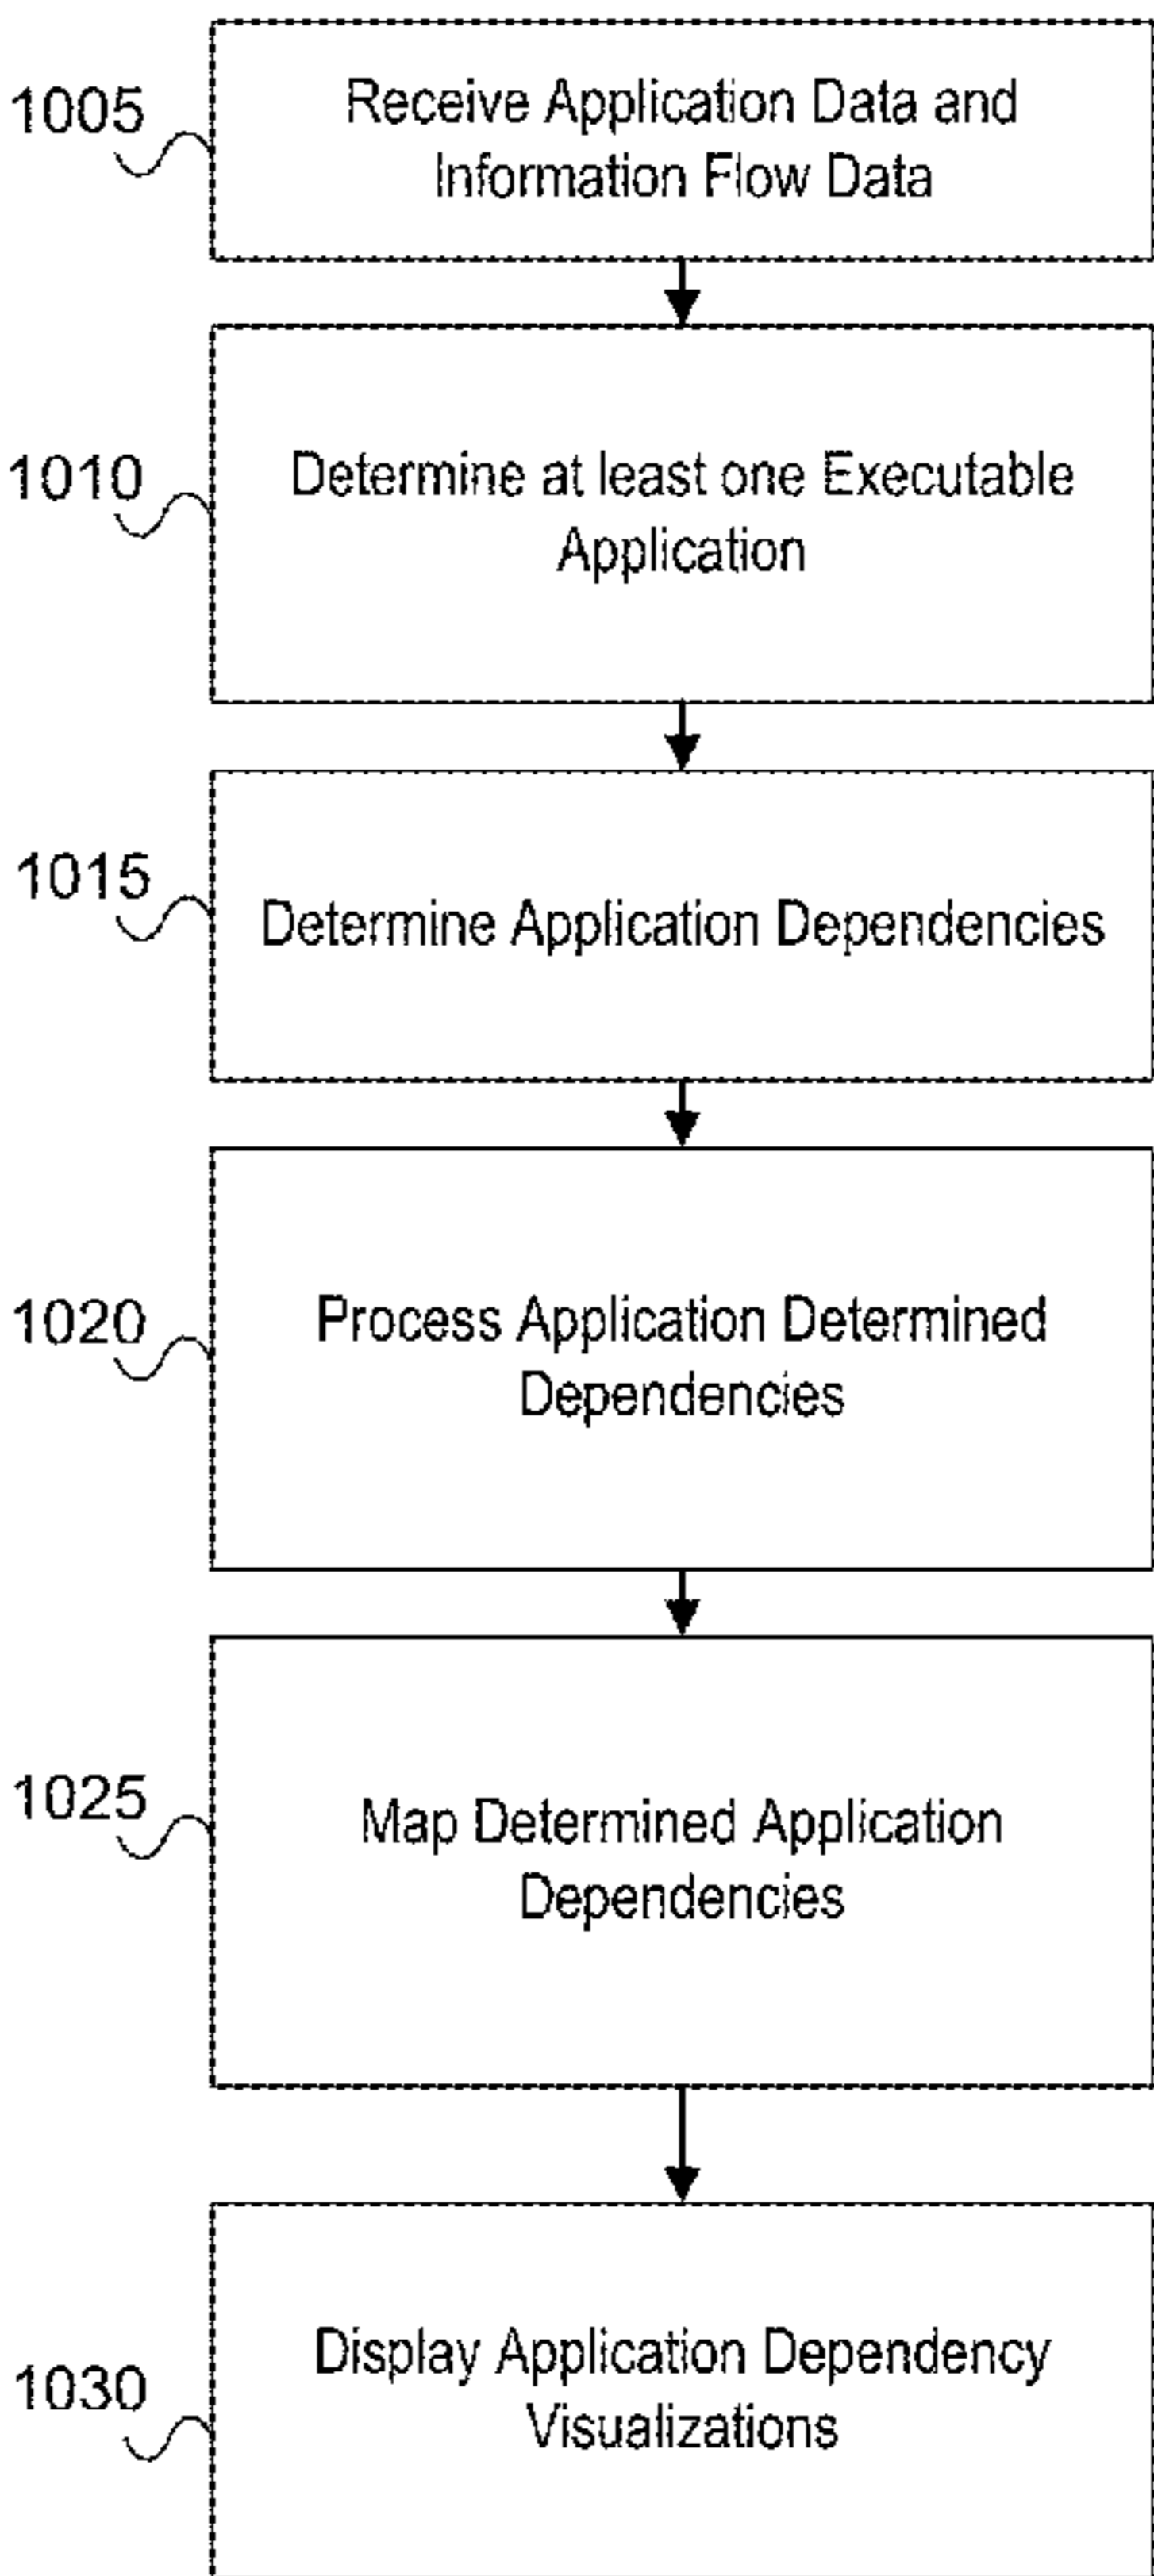 1005
Receive Application Data and
Information Flow Data
1010
Determine at least one Executable
Application
1015
Determine Application Dependencies
1020
Process Application Determined
Dependencies
1025
Map Determined Application
Dependencies
1030
Display Application Dependency
Visualizations